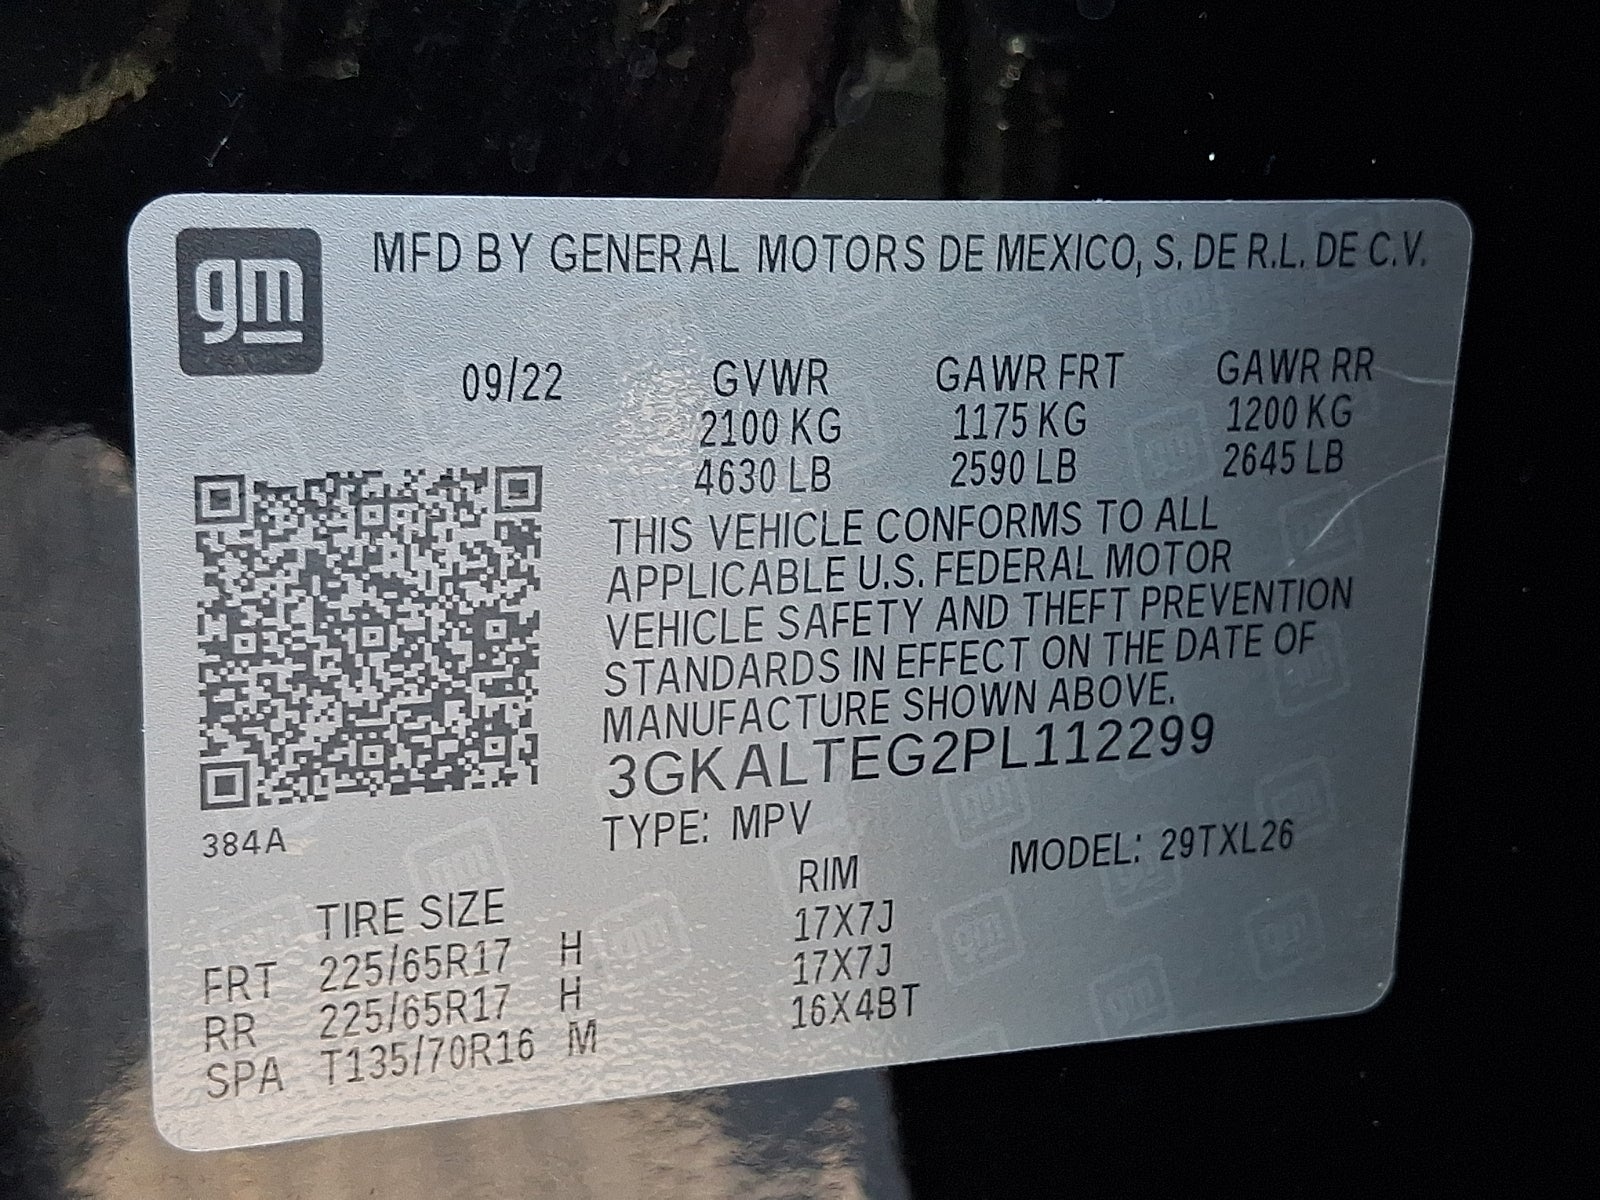 gm
MFD BY GENERAL MOTORS DE MEXICO, S. DE R.L. DE C.V.
09/22 GVWR GAWR FRT GAWR RR
2100 KG 1175 KG 1200 KG
4630 LB 2590 LB 2645 LB
THIS VEHICLE CONFORMS TO ALL
APPLICABLE U.S. FEDERAL MOTOR
VEHICLE SAFETY AND THEFT PREVENTION
STANDARDS IN EFFECT ON THE DATE OF
MANUFACTURE SHOWN ABOVE.
3GKALTEG2PL112299
384A
TYPE: MPV MODEL: 29TXL26
TIRE SIZE RIM
FRT 225/65R17 H 17X7J
RR 225/65R17 H 17X7J
SPA T135/70R16 M 16X4BT